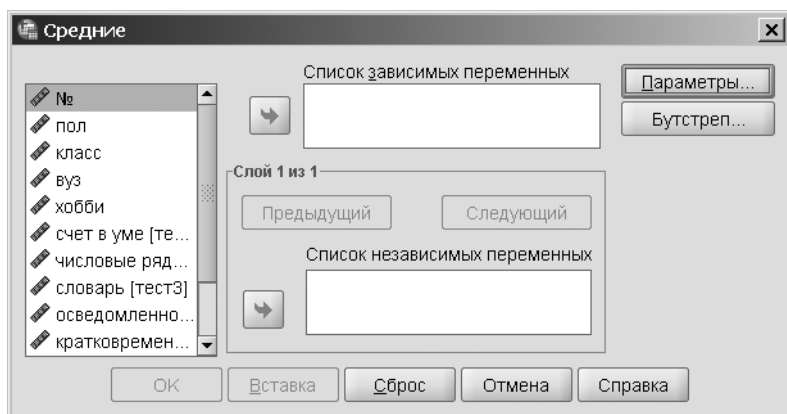 Средние
Список зависимых переменных
Параметры...
Бутстреп...
№
пол
класс
вуз
хобби
счет в уме [те...
числовые ряд...
словарь [тест3]
осведомленно...
кратковремен...
Слой 1 из 1
Предыдущий
Следующий
Список независимых переменных
OK
Вставка
Сброс
Отмена
Справка